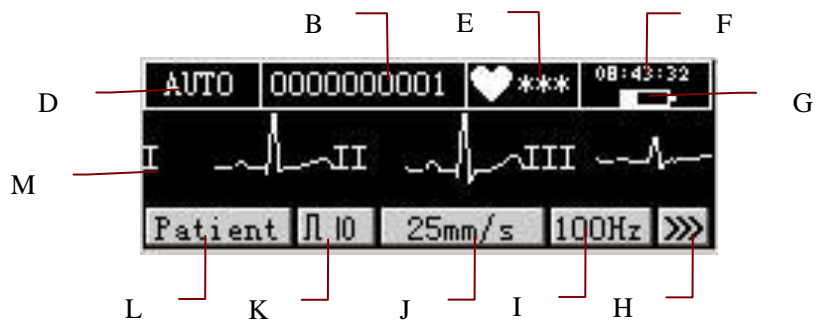 B E F
D AUTO 0000000001 *** 08:43:32 G
M I II III
Patient 10 25mm/s 100Hz >>>
L K J I H